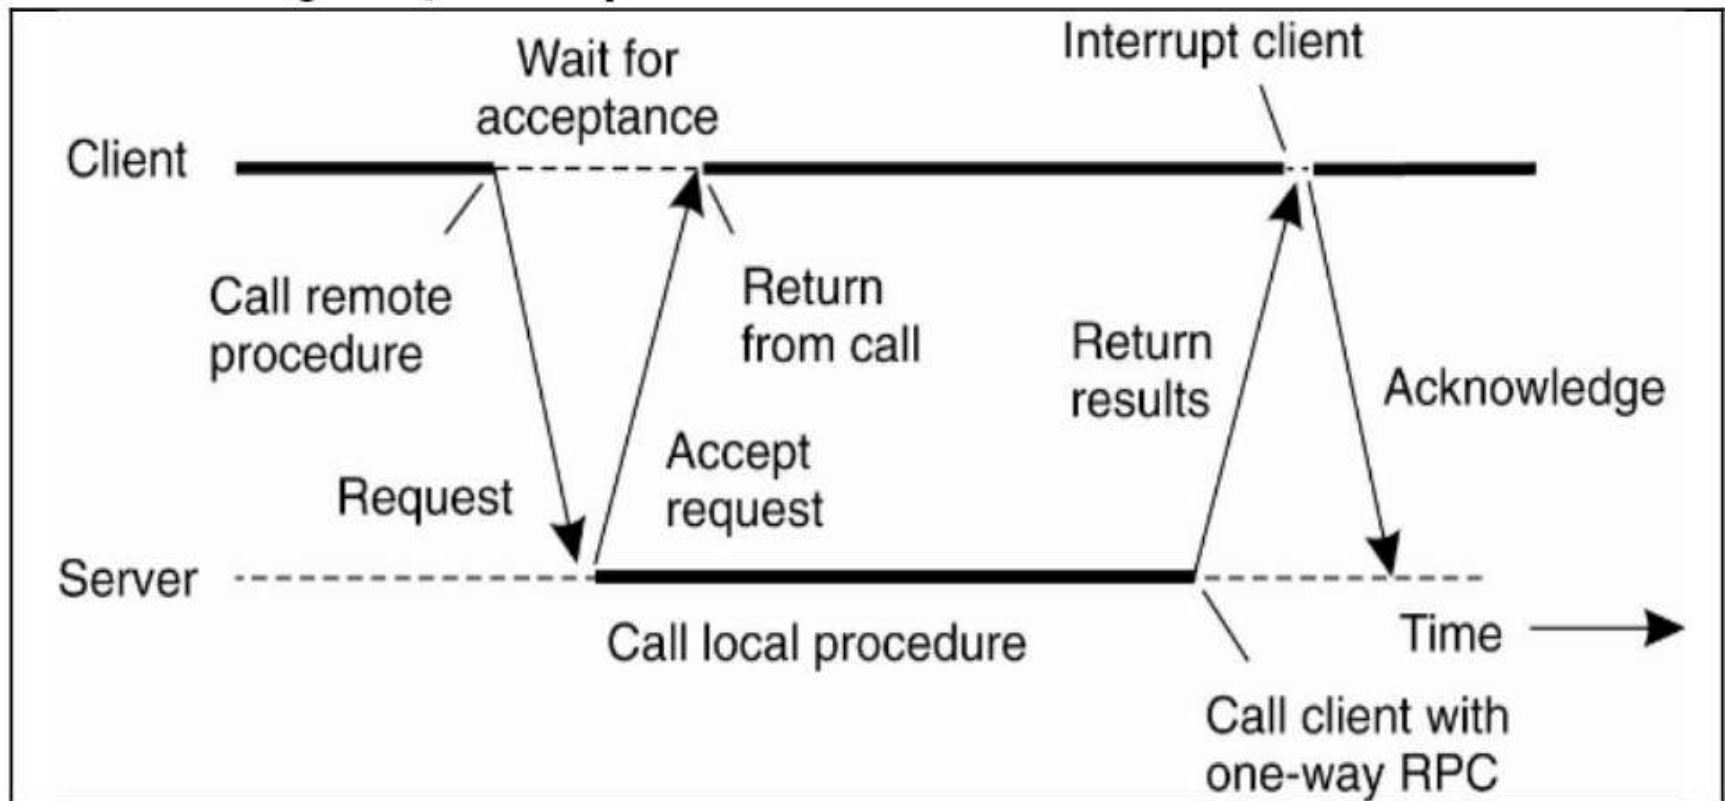 Wait for
acceptance
Interrupt client
Client
Call remote
procedure
Return
from call
Return
results
Acknowledge
Request
Accept
request
Server
Call local procedure
Time
Call client with
one-way RPC